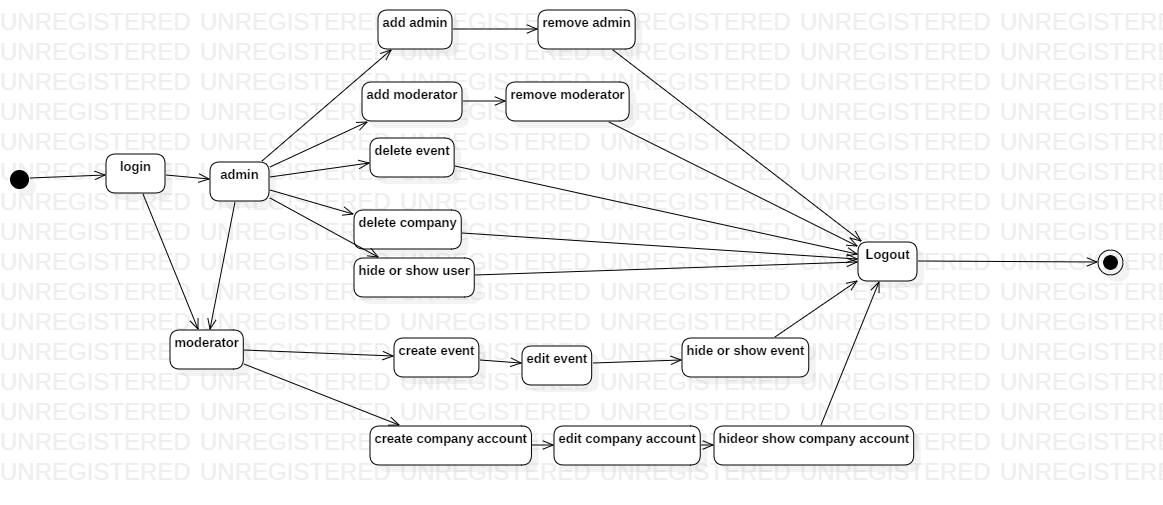 add admin
remove admin
add moderator
remove moderator
delete event
login
admin
delete company
hide or show user
Logout
moderator
create event
edit event
hide or show event
create company account
edit company account
hideor show company account
UNREGISTERED